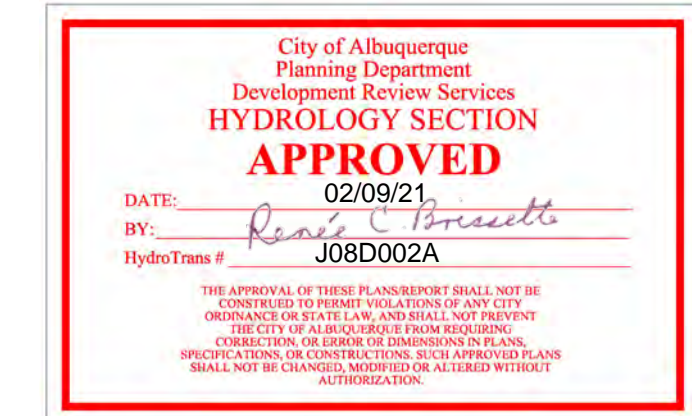 City of Albuquerque
Planning Department
Development Review Services
HYDROLOGY SECTION
APPROVED
DATE: 02/09/21
BY: Renée C. Brissette
HydroTrans # J08D002A
THE APPROVAL OF THESE PLANS/REPORT SHALL NOT BE
CONSTRUED TO PERMIT VIOLATIONS OF ANY CITY
ORDINANCE OR STATE LAW, AND SHALL NOT PREVENT
THE CITY OF ALBUQUERQUE FROM REQUIRING
CORRECTION, OR ERROR OR DIMENSIONS IN PLANS,
SPECIFICATIONS, OR CONSTRUCTIONS. SUCH APPROVED PLANS
SHALL NOT BE CHANGED, MODIFIED OR ALTERED WITHOUT
AUTHORIZATION.